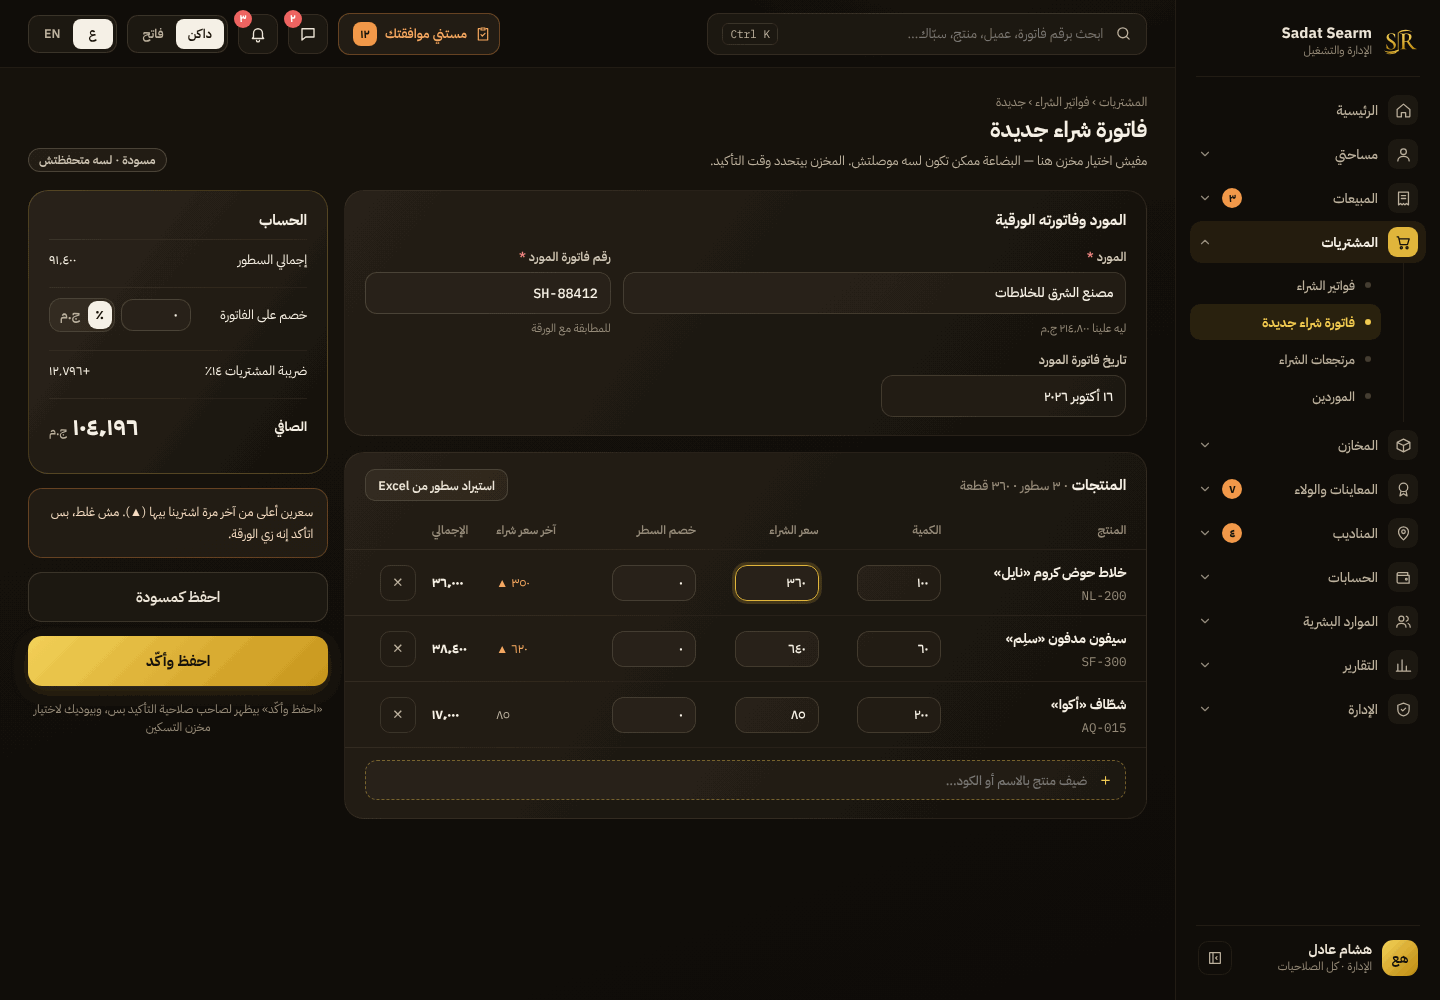 Sadat Searm
الإدارة والتشغيل
الرئيسية
مساحتي
المبيعات ٣
المشتريات
فواتير الشراء
فاتورة شراء جديدة
مرتجعات الشراء
الموردين
المخازن
المعاينات والولاء ٧
المناديب ٤
الحسابات
الموارد البشرية
التقارير
الإدارة
هع
هشام عادل
الإدارة · كل الصلاحيات
ابحث برقم فاتورة، عميل، منتج، سبّاك... Ctrl K
مستني موافقتك ١٢
٢
٣
داكن فاتح
ع EN
المشتريات › فواتير الشراء › جديدة
فاتورة شراء جديدة
مفيش اختيار مخزن هنا — البضاعة ممكن تكون لسه موصلتش. المخزن بيتحدد وقت التأكيد.
مسودة · لسه متحفظتش
المورد وفاتورته الورقية
المورد * رقم فاتورة المورد *
مصنع الشرق للخلاطات SH-88412
ليه علينا ٢١٤,٨٠٠ ج.م للمطابقة مع الورقة
تاريخ فاتورة المورد
١٦ أكتوبر ٢٠٢٦
المنتجات · ٣ سطور · ٣٦٠ قطعة استيراد سطور من Excel
المنتج الكمية سعر الشراء خصم السطر آخر سعر شراء الإجمالي
خلاط حوض كروم «نايل» ١٠٠ ٣٦٠ ٠ ٣٥٠ ▲ ٣٦,٠٠٠ ✕
NL-200
سيفون مدفون «سلِم» ٦٠ ٦٤٠ ٠ ٦٢٠ ▲ ٣٨,٤٠٠ ✕
SF-300
شطّاف «أكوا» ٢٠٠ ٨٥ ٠ ٨٥ ١٧,٠٠٠ ✕
AQ-015
+ ضيف منتج بالاسم أو الكود...
الحساب
إجمالي السطور ٩١,٤٠٠
خصم على الفاتورة ٠ ٪ ج.م
ضريبة المشتريات ١٤٪ +١٢,٧٩٦
الصافي ١٠٤,١٩٦ ج.م
سعرين أعلى من آخر مرة اشترينا بيها (▲). مش غلط، بس
اتأكد إنه زي الورقة.
احفظ كمسودة
احفظ وأكّد
«احفظ وأكّد» بيظهر لصاحب صلاحية التأكيد بس، وبيوديك لاختيار
مخزن التسكين